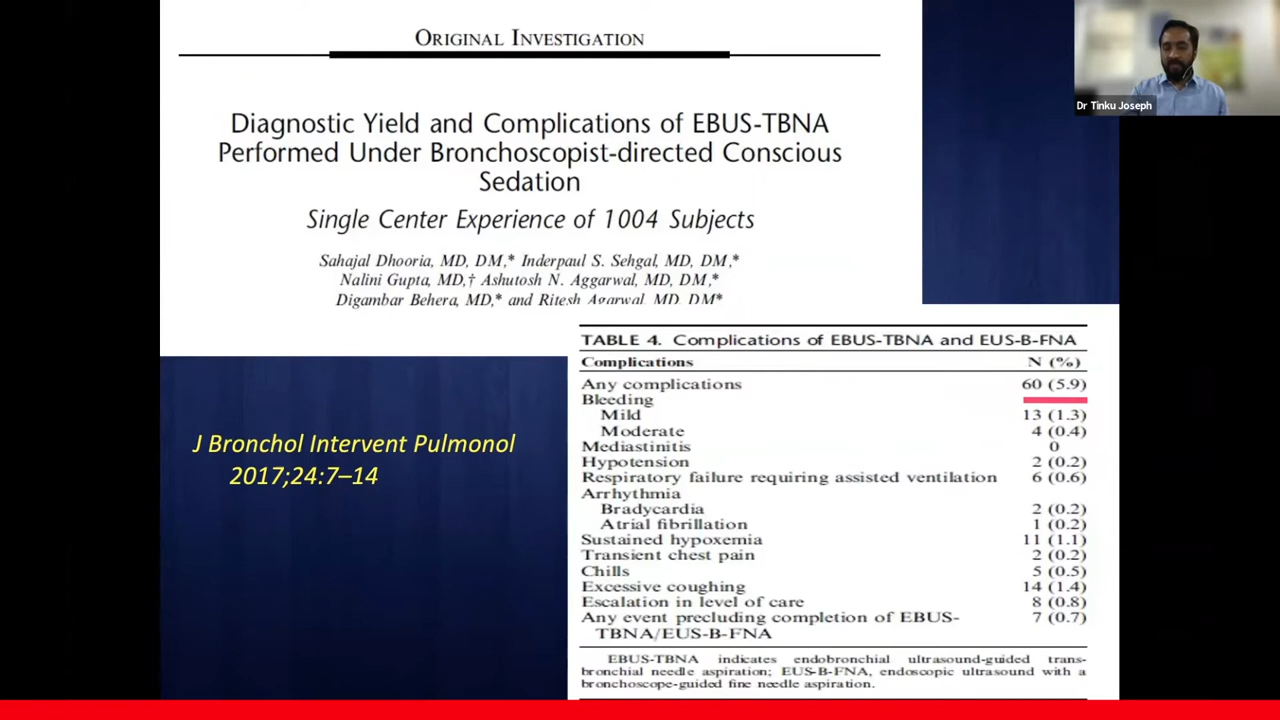 ORIGINAL INVESTIGATION
Diagnostic Yield and Complications of EBUS-TBNA
Performed Under Bronchoscopist-directed Conscious
Sedation
Single Center Experience of 1004 Subjects
Sahajal Dhooria, MD, DM,* Inderpaul S. Sehgal, MD, DM,*
Nalini Gupta, MD,† Ashutosh N. Aggarwal, MD, DM,*
Digambar Behera, MD,* and Ritesh Agarwal, MD, DM*
Dr Tinku Joseph
J Bronchol Intervent Pulmonol
2017;24:7–14
TABLE 4. Complications of EBUS-TBNA and EUS-B-FNA
Complications N (%)
Any complications 60 (5.9)
Bleeding
Mild 13 (1.3)
Moderate 4 (0.4)
Mediastinitis 0
Hypotension 2 (0.2)
Respiratory failure requiring assisted ventilation 6 (0.6)
Arrhythmia
Bradycardia 2 (0.2)
Atrial fibrillation 1 (0.2)
Sustained hypoxemia 11 (1.1)
Transient chest pain 2 (0.2)
Chills 5 (0.5)
Excessive coughing 14 (1.4)
Escalation in level of care 8 (0.8)
Any event precluding completion of EBUS- 7 (0.7)
TBNA/EUS-B-FNA
EBUS-TBNA indicates endobronchial ultrasound-guided trans-
bronchial needle aspiration; EUS-B-FNA, endoscopic ultrasound with a
bronchoscope-guided fine needle aspiration.